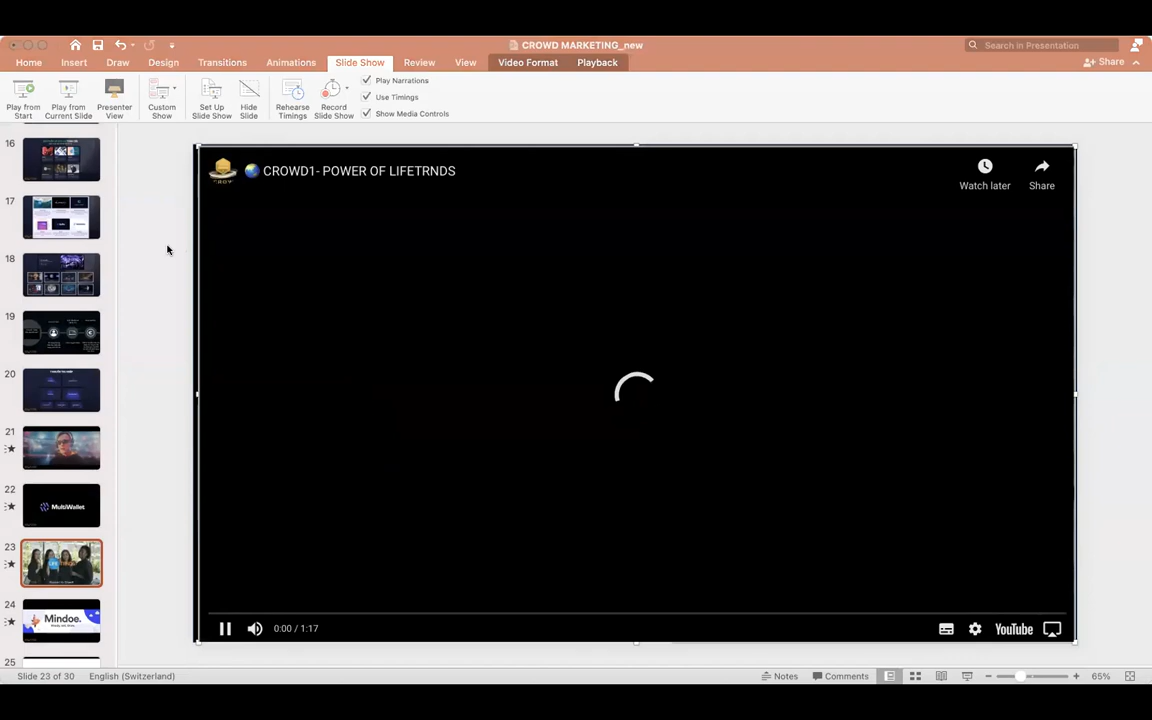 CROWD MARKETING_new
Search in Presentation
Home Insert Draw Design Transitions Animations Slide Show Review View Video Format Playback
Share
Play from Start
Play from Current Slide
Presenter View
Custom Show
Set Up Slide Show
Hide Slide
Rehearse Timings
Record Slide Show
Play Narrations
Use Timings
Show Media Controls
16
17
18
19
20
21
22
MultiWallet
23
24
Mindoe.
25
CROWD1- POWER OF LIFETRNDS
Watch later
Share
0:00 / 1:17
YouTube
Slide 23 of 30 English (Switzerland)
Notes Comments
65%